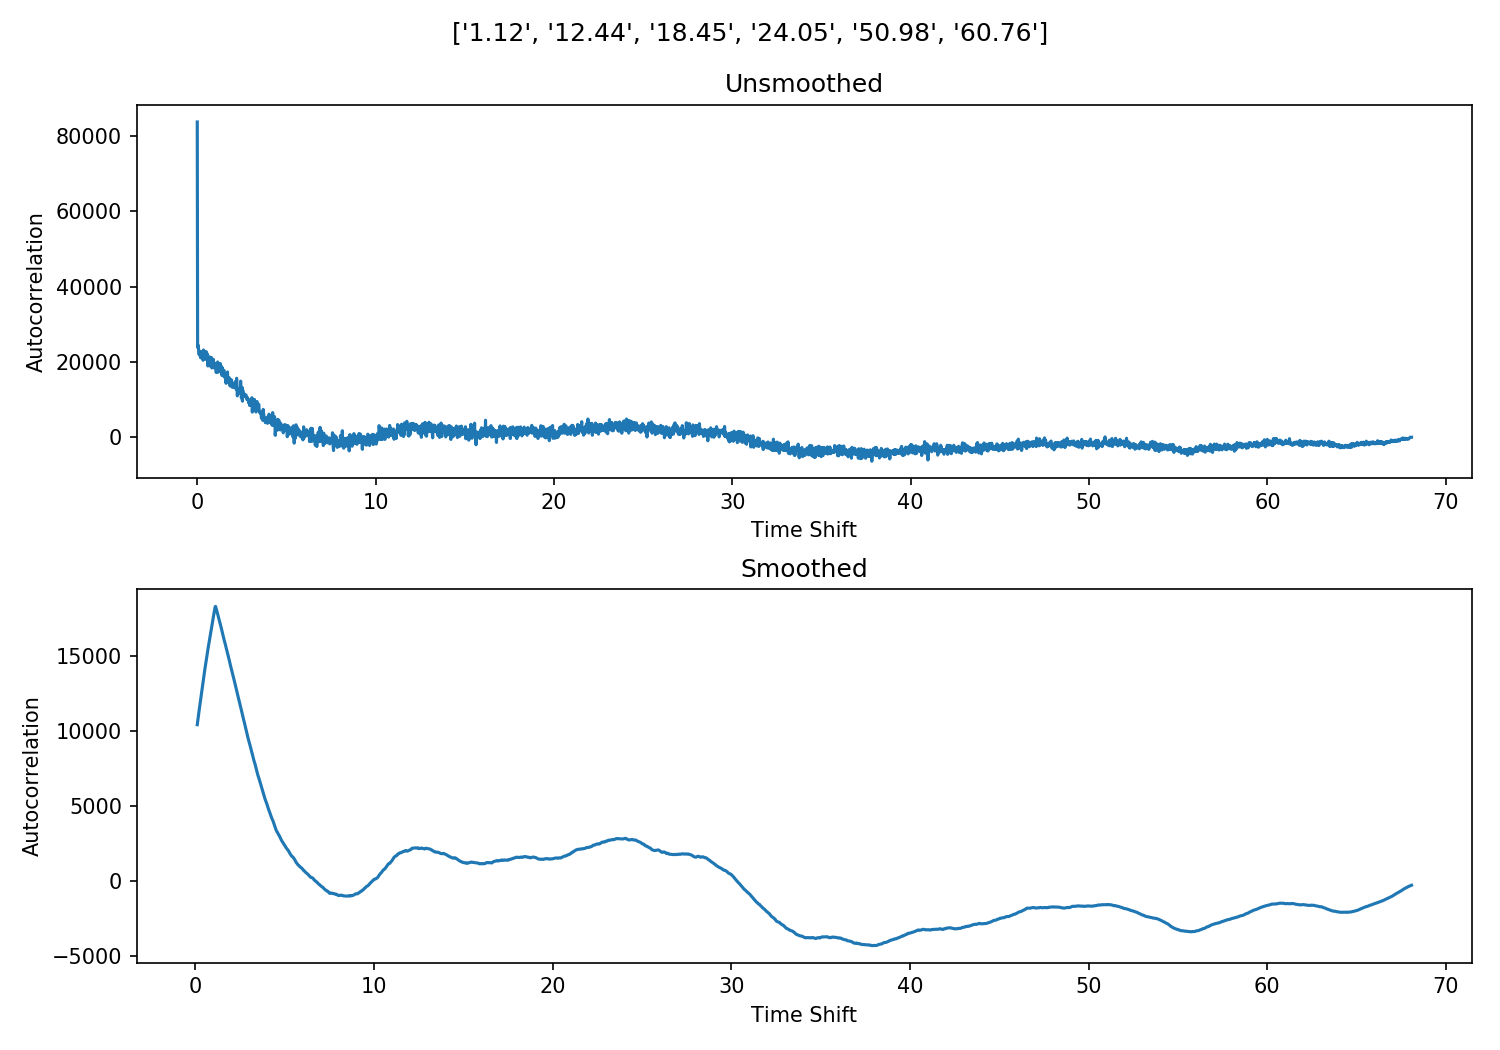 ['1.12', '12.44', '18.45', '24.05', '50.98', '60.76']
Unsmoothed
Autocorrelation
80000
60000
40000
20000
0
0 10 20 30 40 50 60 70
Time Shift
Smoothed
Autocorrelation
15000
10000
5000
0
−5000
0 10 20 30 40 50 60 70
Time Shift